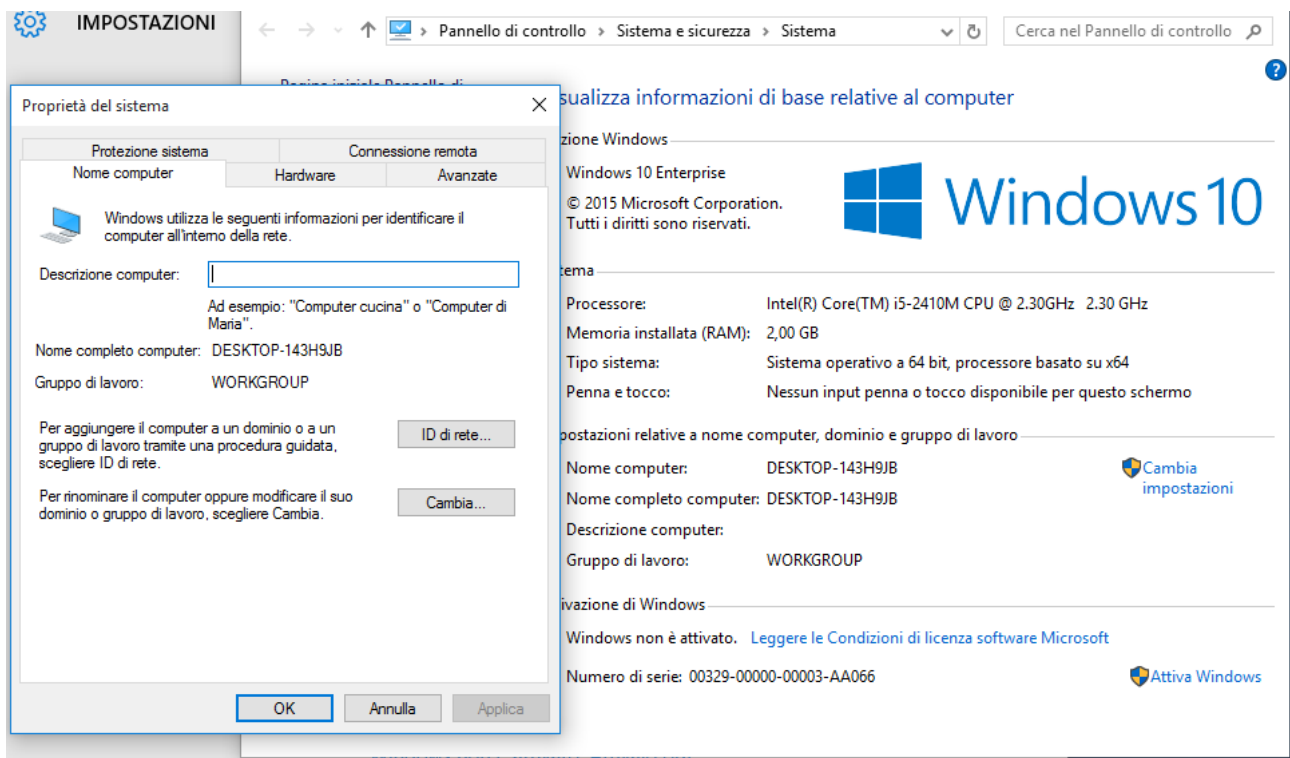 IMPOSTAZIONI
Pannello di controllo > Sistema e sicurezza > Sistema
Cerca nel Pannello di controllo
Proprietà del sistema
Protezione sistema
Connessione remota
Nome computer
Hardware
Avanzate
Windows utilizza le seguenti informazioni per identificare il
computer all'interno della rete.
Descrizione computer:
Ad esempio: "Computer cucina" o "Computer di
Maria".
Nome completo computer: DESKTOP-143H9JB
Gruppo di lavoro: WORKGROUP
Per aggiungere il computer a un dominio o a un
gruppo di lavoro tramite una procedura guidata,
scegliere ID di rete.
ID di rete...
Per rinominare il computer oppure modificare il suo
dominio o gruppo di lavoro, scegliere Cambia.
Cambia...
OK
Annulla
Applica
sualizza informazioni di base relative al computer
zione Windows
Windows 10 Enterprise
© 2015 Microsoft Corporation.
Tutti i diritti sono riservati.
Windows 10
tema
Processore: Intel(R) Core(TM) i5-2410M CPU @ 2.30GHz 2.30 GHz
Memoria installata (RAM): 2,00 GB
Tipo sistema: Sistema operativo a 64 bit, processore basato su x64
Penna e tocco: Nessun input penna o tocco disponibile per questo schermo
postazioni relative a nome computer, dominio e gruppo di lavoro
Nome computer: DESKTOP-143H9JB
Cambia
impostazioni
Nome completo computer: DESKTOP-143H9JB
Descrizione computer:
Gruppo di lavoro: WORKGROUP
ivazione di Windows
Windows non è attivato. Leggere le Condizioni di licenza software Microsoft
Numero di serie: 00329-00000-00003-AA066
Attiva Windows